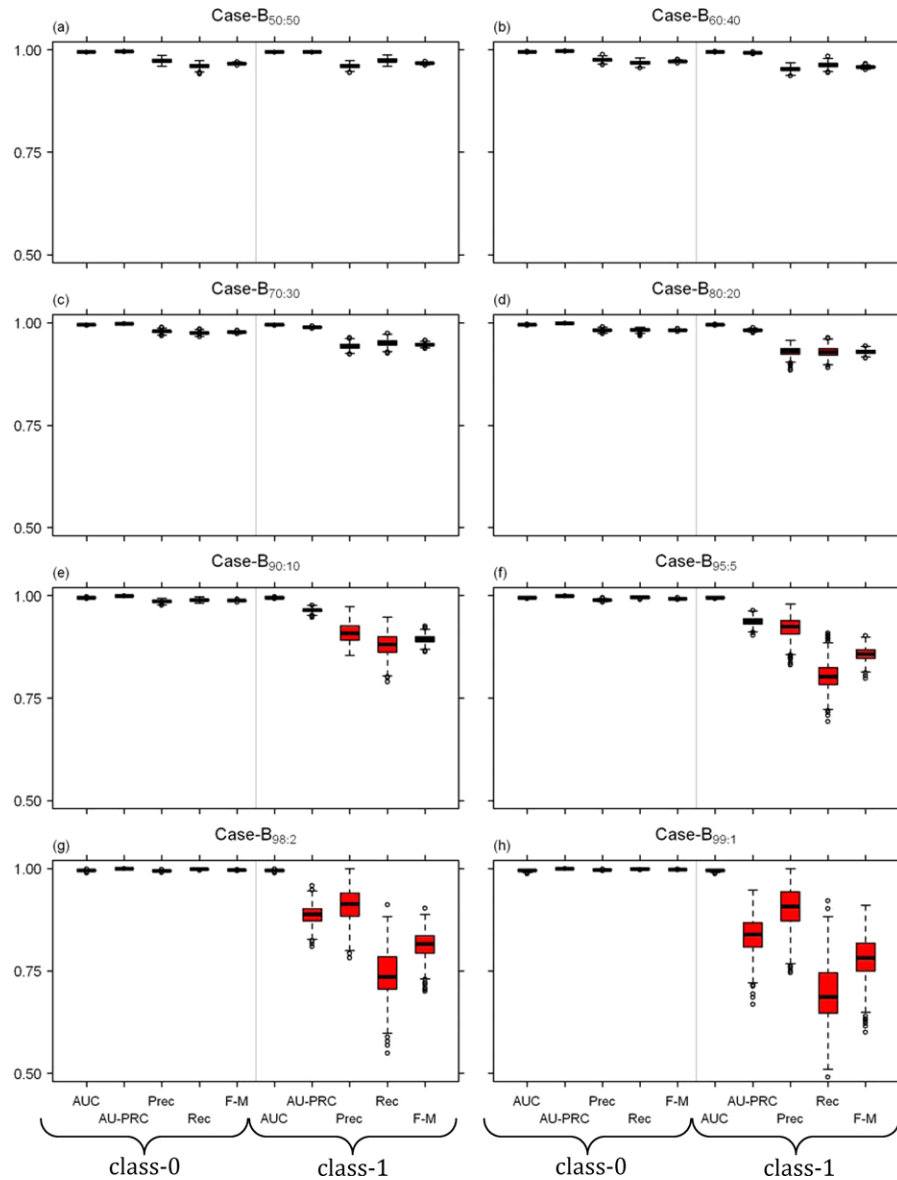 (a) Case-B50:50
(b) Case-B60:40
1.00
0.75
0.50
(c) Case-B70:30
(d) Case-B80:20
1.00
0.75
0.50
(e) Case-B90:10
(f) Case-B95:5
1.00
0.75
0.50
(g) Case-B98:2
(h) Case-B99:1
1.00
0.75
0.50
AUC Prec F-M AU-PRC Rec AUC Prec F-M AU-PRC Rec
AU-PRC Rec AUC Prec F-M AU-PRC Rec AUC Prec F-M
class-0 class-1 class-0 class-1